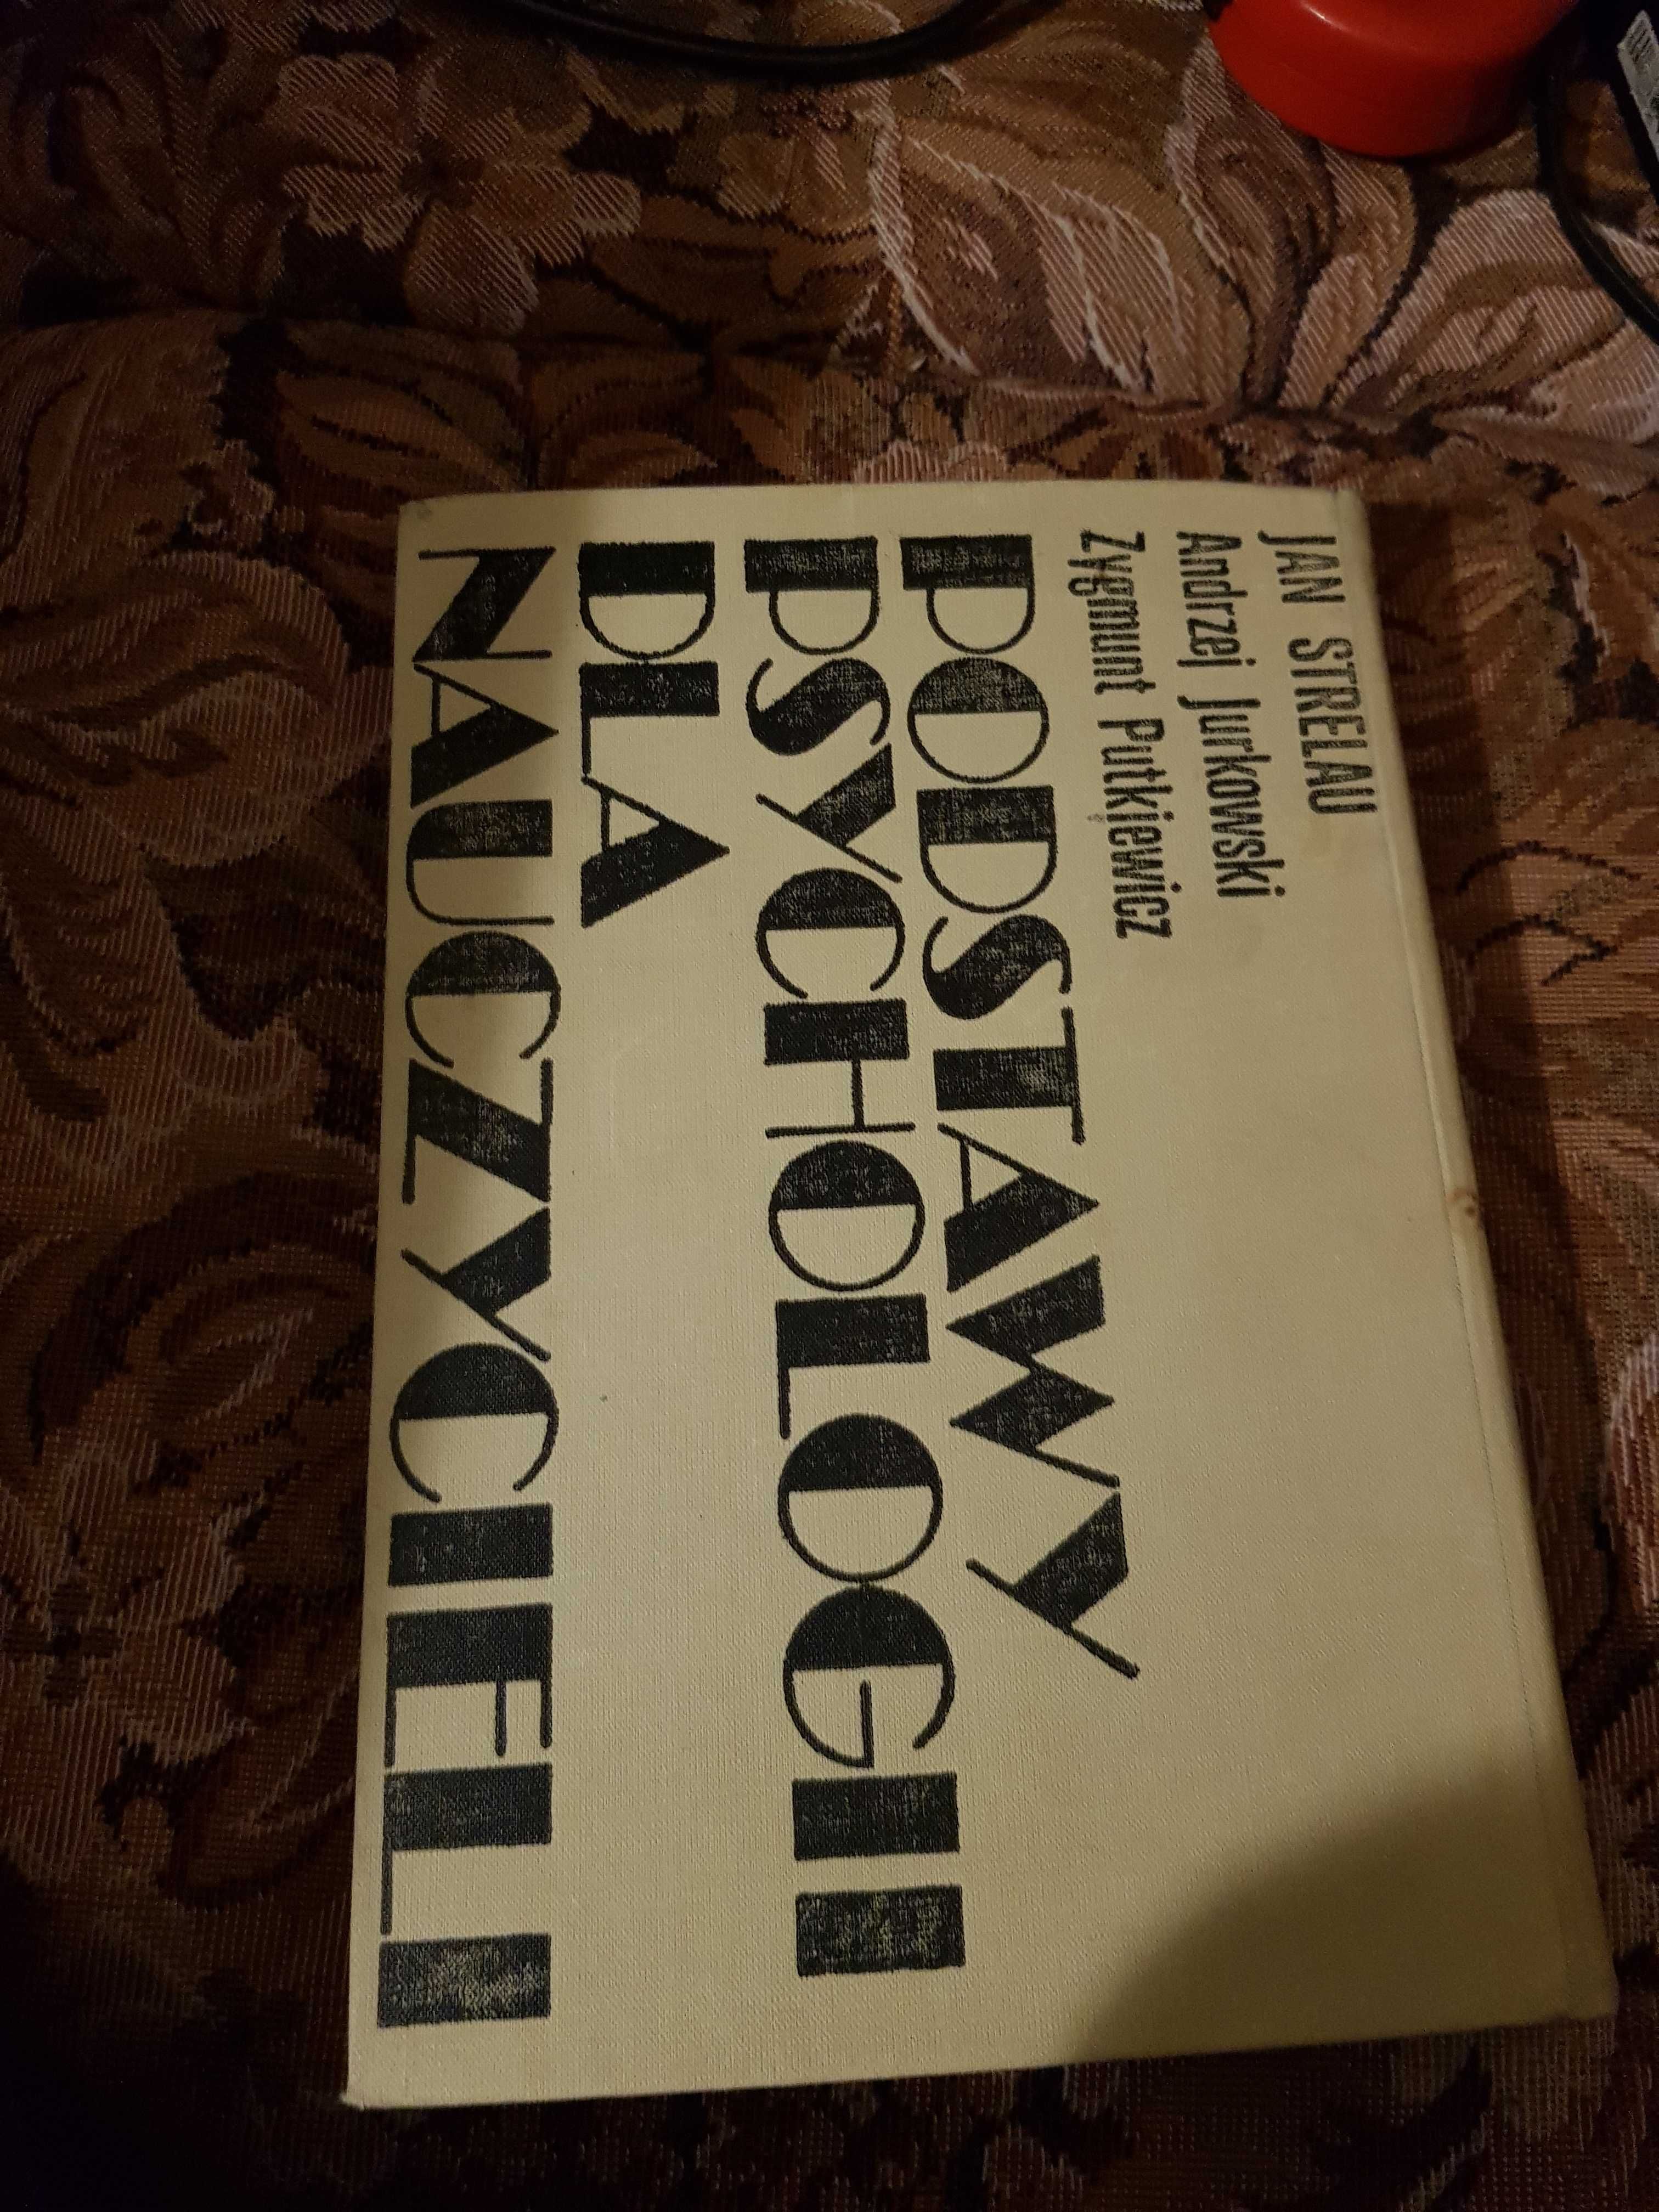 JAN STRELAU
Andrzej Jurkowski
Zygmunt Putkiewicz
PODSTAWY
PSYCHOLOGII
DLA
NAUCZYCIELI